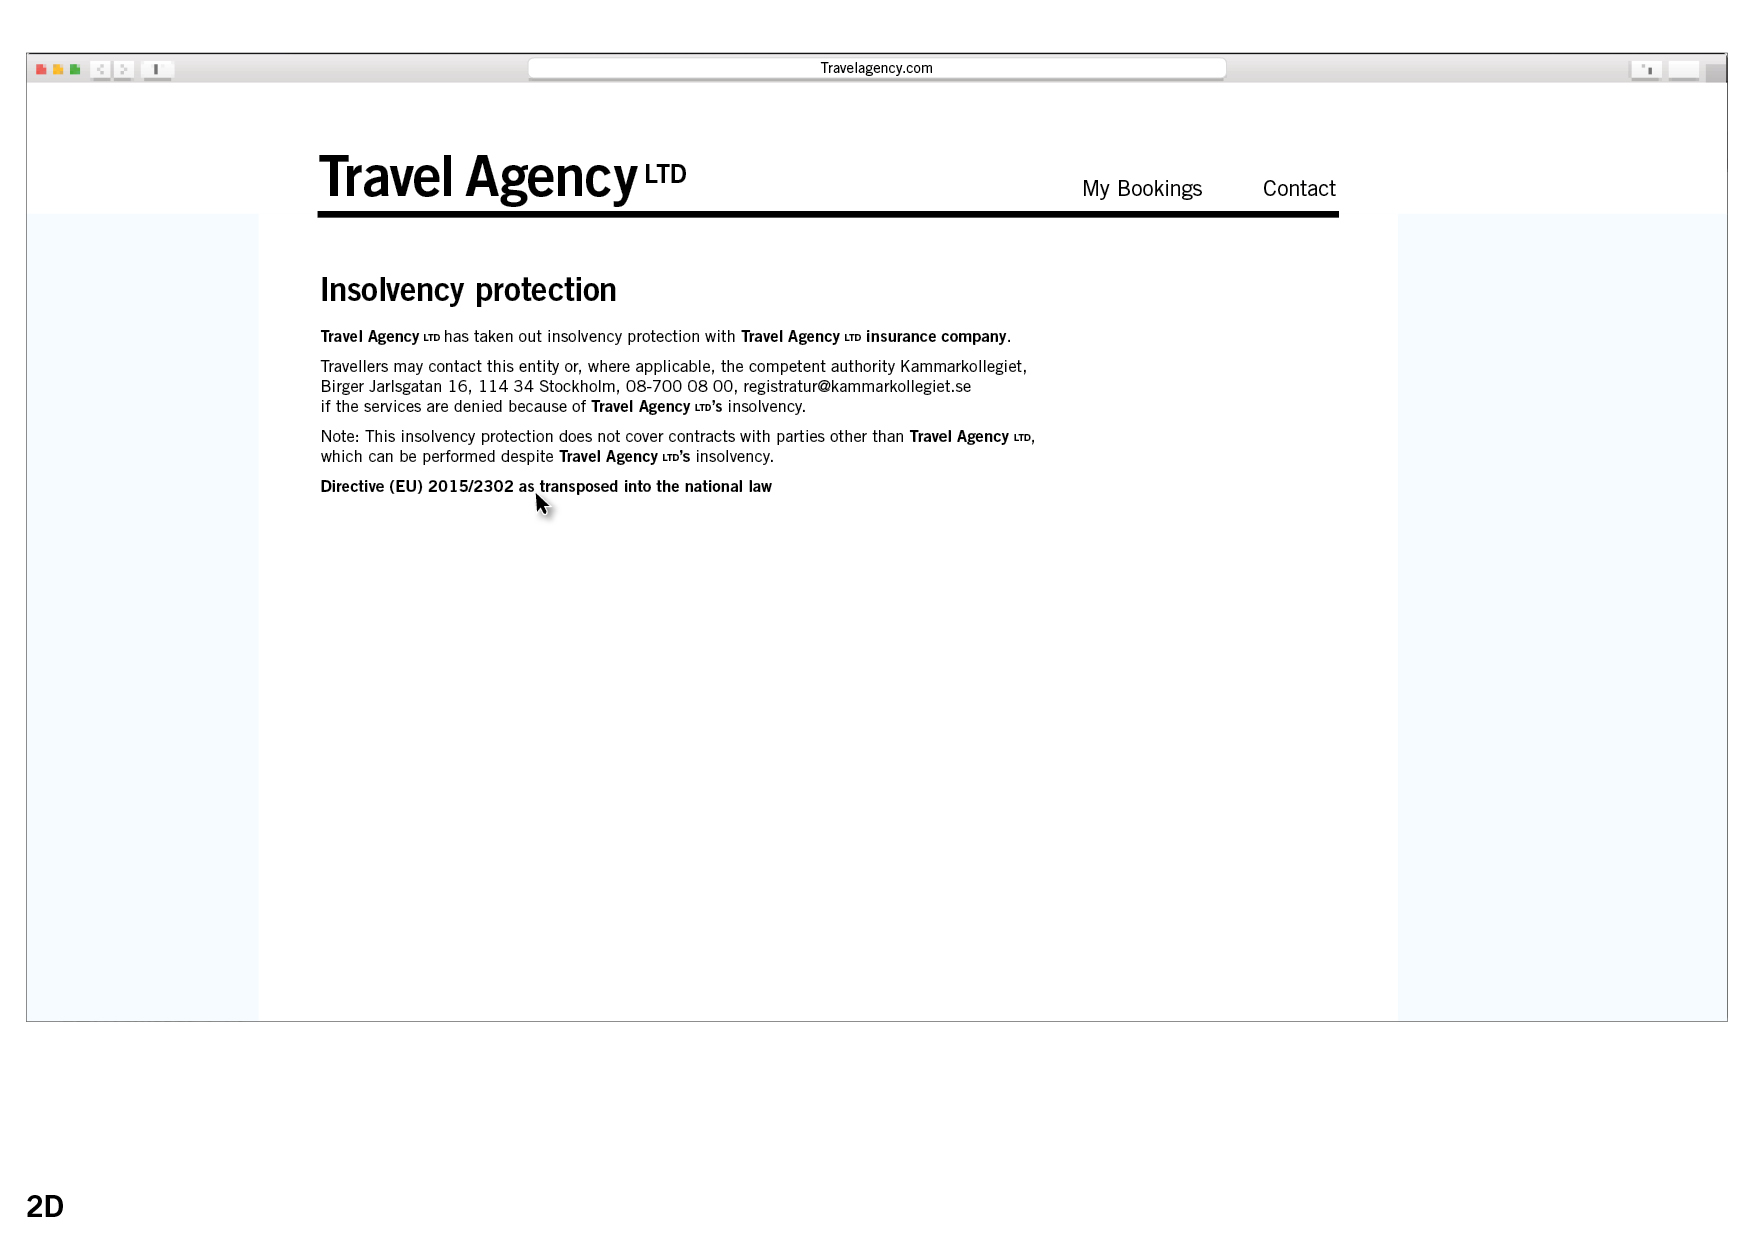 Travelagency.com
Travel Agency LTD
My Bookings Contact
Insolvency protection
Travel Agency LTD has taken out insolvency protection with Travel Agency LTD insurance company.
Travellers may contact this entity or, where applicable, the competent authority Kammarkollegiet,
Birger Jarlsgatan 16, 114 34 Stockholm, 08-700 08 00, registratur@kammarkollegiet.se
if the services are denied because of Travel Agency LTD’s insolvency.
Note: This insolvency protection does not cover contracts with parties other than Travel Agency LTD,
which can be performed despite Travel Agency LTD’s insolvency.
Directive (EU) 2015/2302 as transposed into the national law
2D